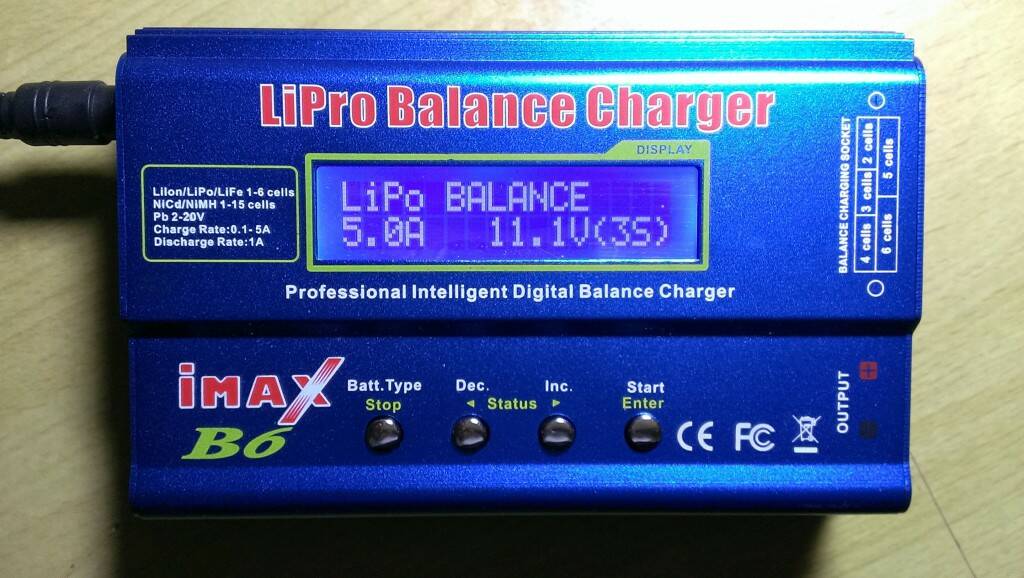 LiPro Balance Charger
DISPLAY
LiPo BALANCE
5.0A 11.1V(3S)
LiIon/LiPo/LiFe 1-6 cells
NiCd/NiMH 1-15 cells
Pb 2-20V
Charge Rate:0.1-5A
Discharge Rate:1A
Professional Intelligent Digital Balance Charger
BALANCE CHARGING SOCKET
4 cells 3 cells 2 cells
6 cells 5 cells
iMAX
B6
Batt.Type Dec. Inc. Start
Stop ◄ Status ► Enter
CE FC
OUTPUT